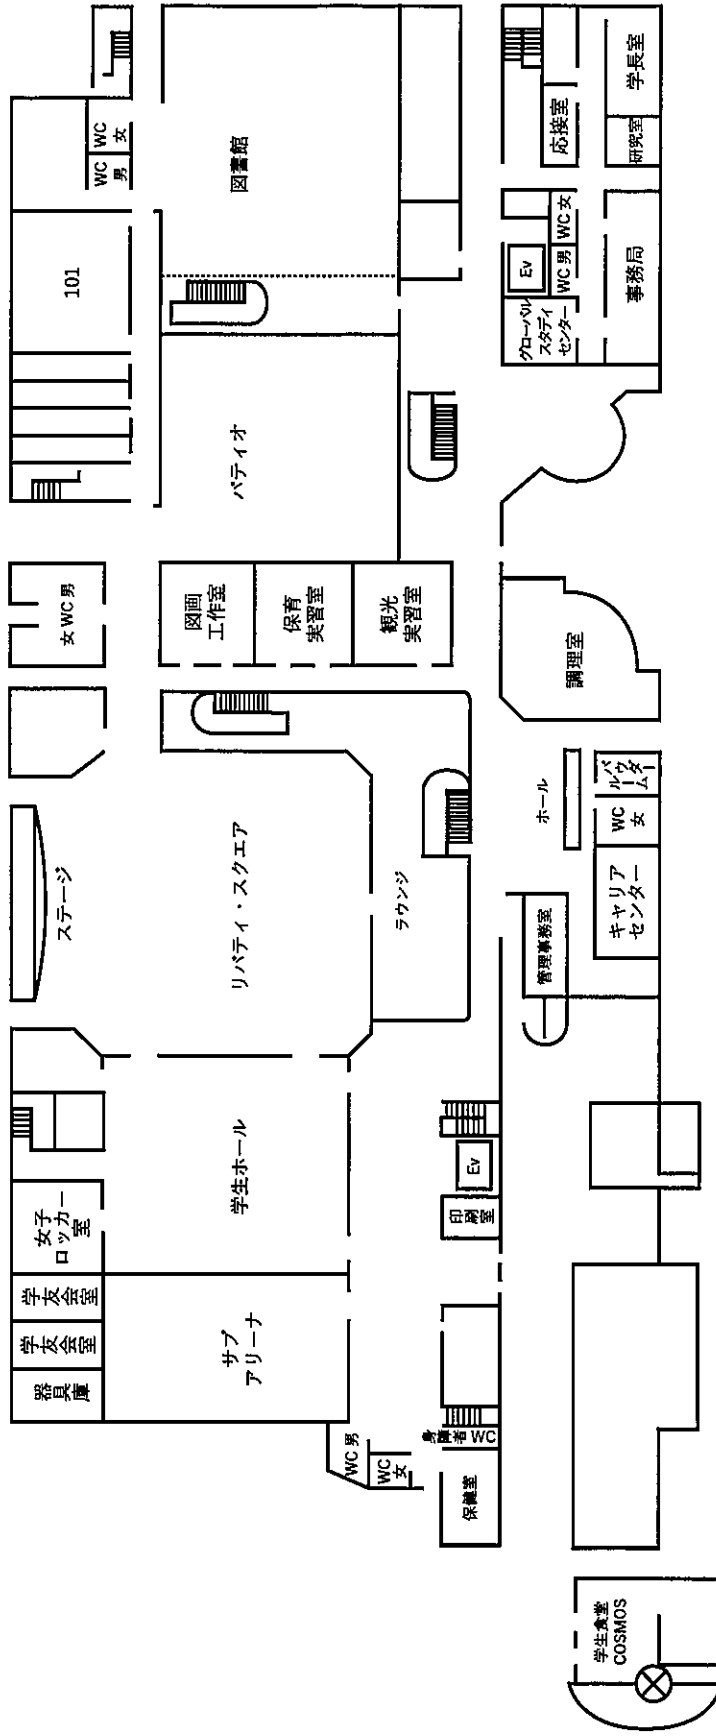 WC
女
WC
男
101
図書館
パティオ
女 WC 男
図画
工作室
保育
実習室
観光
実習室
ステージ
リバティ・スクエア
ラウンジ
学生ホール
女子
ロッカー
室
学友会室
学友会室
器具庫
サブ
アリーナ
WC 男
WC
女
身障者 WC
保健室
印刷室
Ev
学長室
研究室
応接室
WC 女
WC 男
Ev
事務局
グローバル
スタディ
センター
調理室
ホール
パウダー
ルーム
WC
女
キャリア
センター
管理事務室
学生食堂
COSMOS